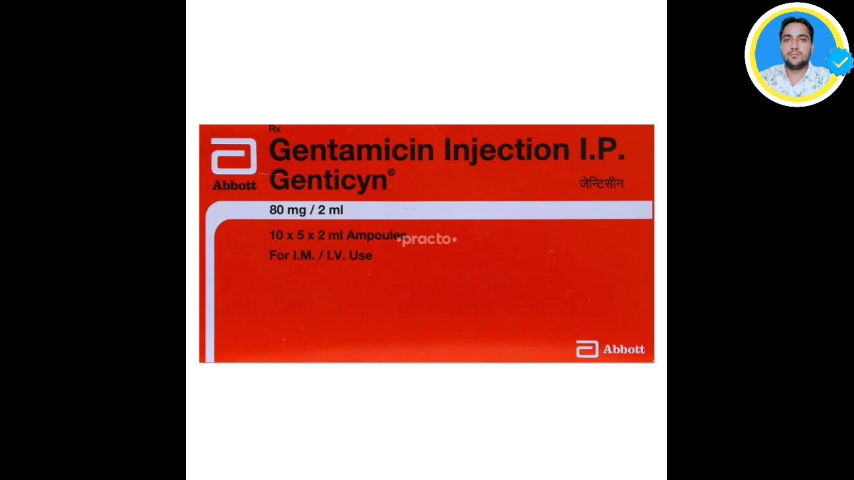 Rx
Gentamicin Injection I.P.
Genticyn®
जेन्टिसीन
Abbott
80 mg / 2 ml
10 x 5 x 2 ml Ampoules
•practo•
For I.M. / I.V. Use
Abbott